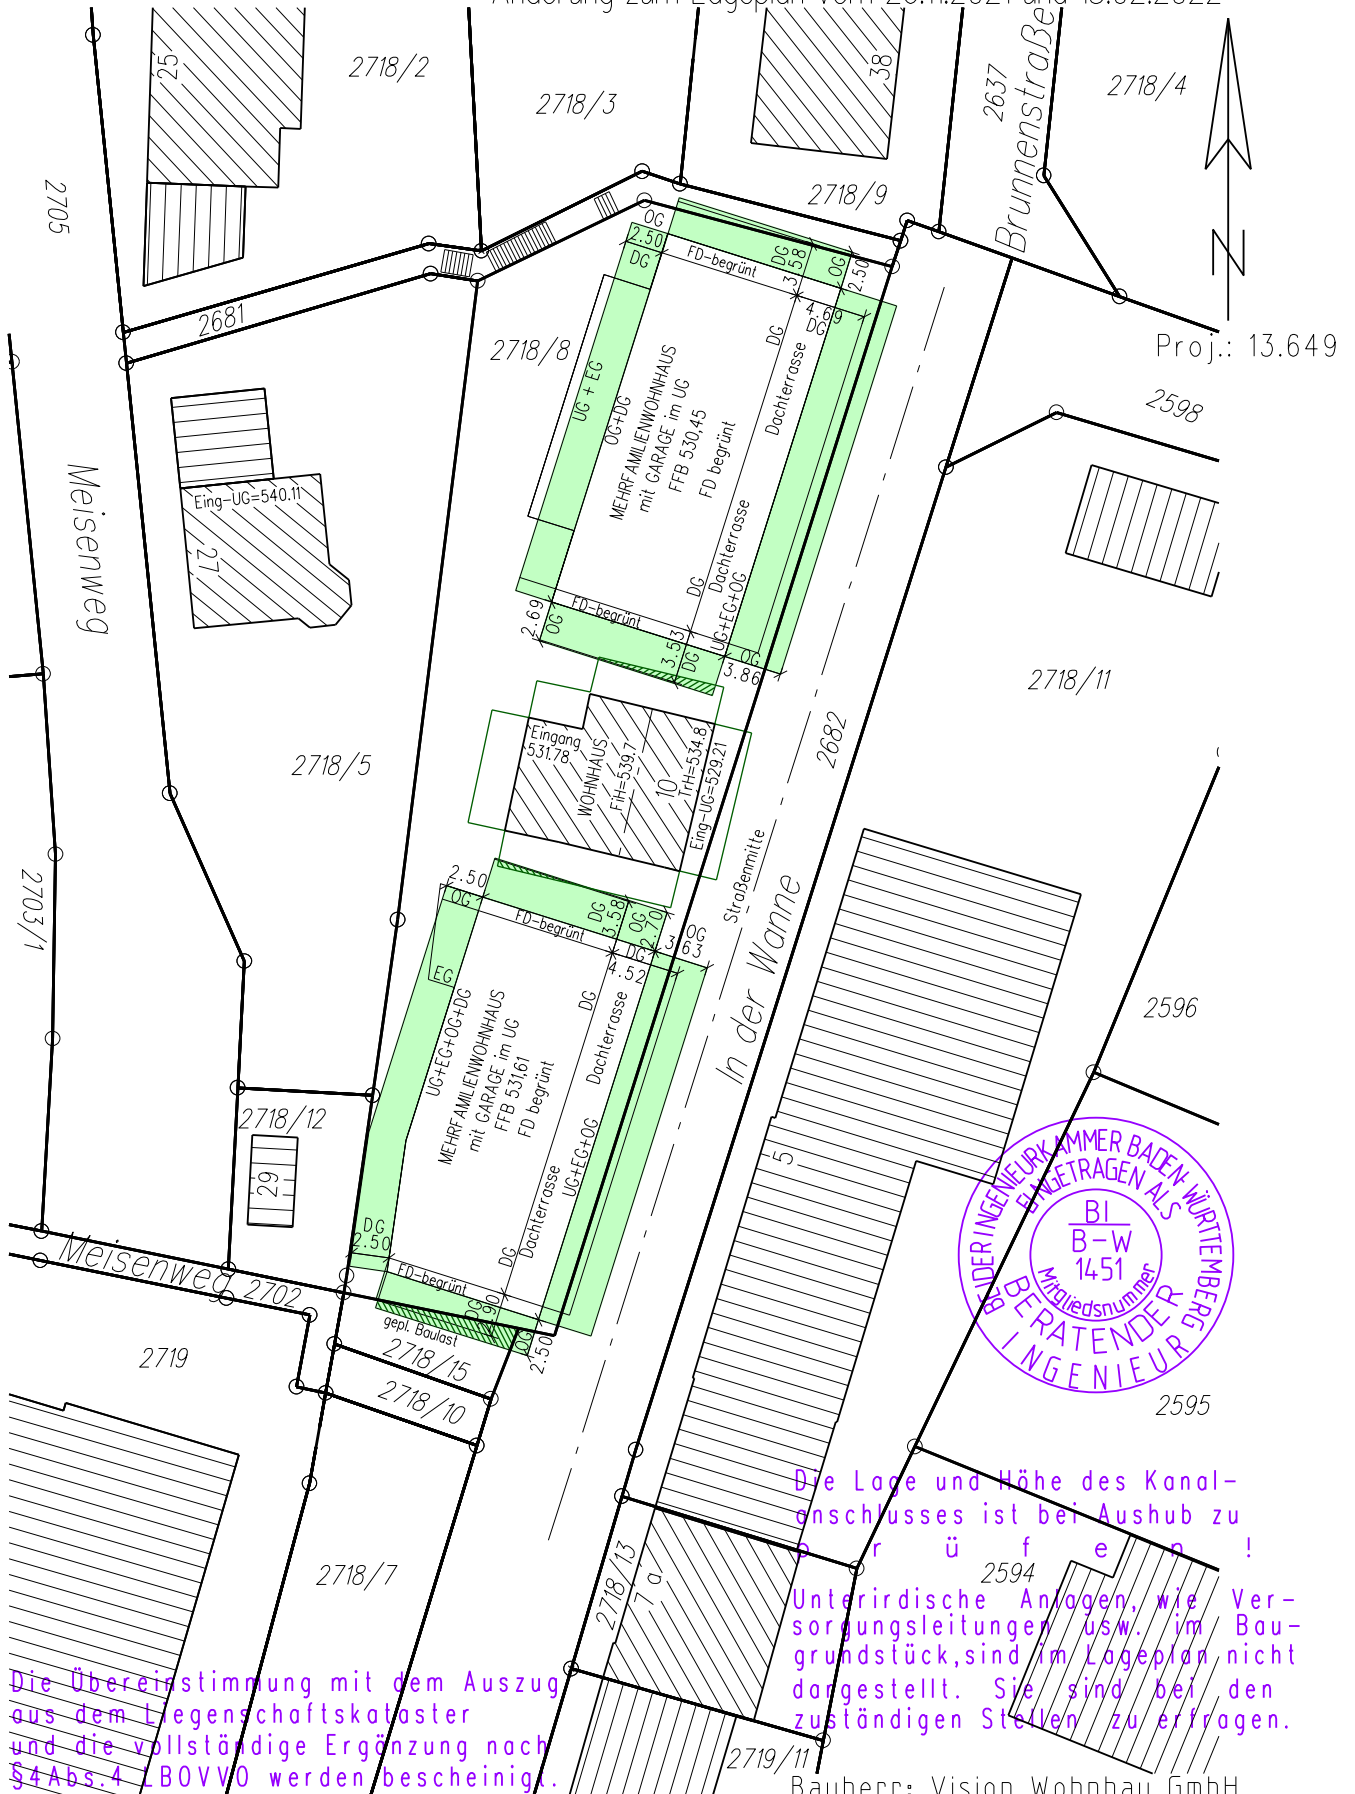 Änderung zum Lageplan vom 26.11.2021 und 15.02.2022
25
2718/2
2718/3
38
2637
Brunnenstraße
2718/4
2705
2718/9
N
Proj.: 13.649
2681
2718/8
OG
2.50
DG
FD-begrünt
DG
3.58
OG
2.50
4.69
DG
DG
Dachterrasse
UG + EG
OG+DG
MEHRFAMILIENWOHNHAUS
mit GARAGE im UG
FFB 530,45
FD begrünt
Dachterrasse
DG
UG+EG+OG
FD-begrünt
2.69
OG
3.53
DG
OG
3.86
2598
Meisenweg
Eing-UG=540.11
27
2718/11
2718/5
2682
Eingang
531.78
WOHNHAUS
FiH=539.7
10
TrH=534.8
Eing-UG=529.21
Straßenmitte
In der Wanne
2703/1
2.50
OG
FD-begrünt
DG
3.58
OG
2.70
OG
3.63
DG
4.52
EG
DG
Dachterrasse
UG+EG+OG+DG
MEHRFAMILIENWOHNHAUS
mit GARAGE im UG
FFB 531,61
FD begrünt
UG+EG+OG
Dachterrasse
DG
DG
2.50
FD-begrünt
DG
OG
2.50
gepl. Baulast
2596
2718/12
29
5
Meisenweg
2702
2719
2718/15
2718/10
BEI DER INGENIEURKAMMER BADEN-WÜRTTEMBERG
EINGETRAGEN ALS
BI
B-W
1451
Mitgliedsnummer
BERATENDER
INGENIEUR
2595
Die Lage und Höhe des Kanal-
anschlusses ist bei Aushub zu
p r ü f e n !
2594
2718/7
2718/13
7 a
Unterirdische Anlagen, wie Ver-
sorgungsleitungen usw. im Bau-
grundstück,sind im Lageplan nicht
dargestellt. Sie sind bei den
zuständigen Stellen zu erfragen.
Die Übereinstimmung mit dem Auszug
aus dem Liegenschaftskataster
und die vollständige Ergänzung nach
§4Abs.4 LBOVVO werden bescheinigt.
2719/11
Bauherr: Vision Wohnbau GmbH